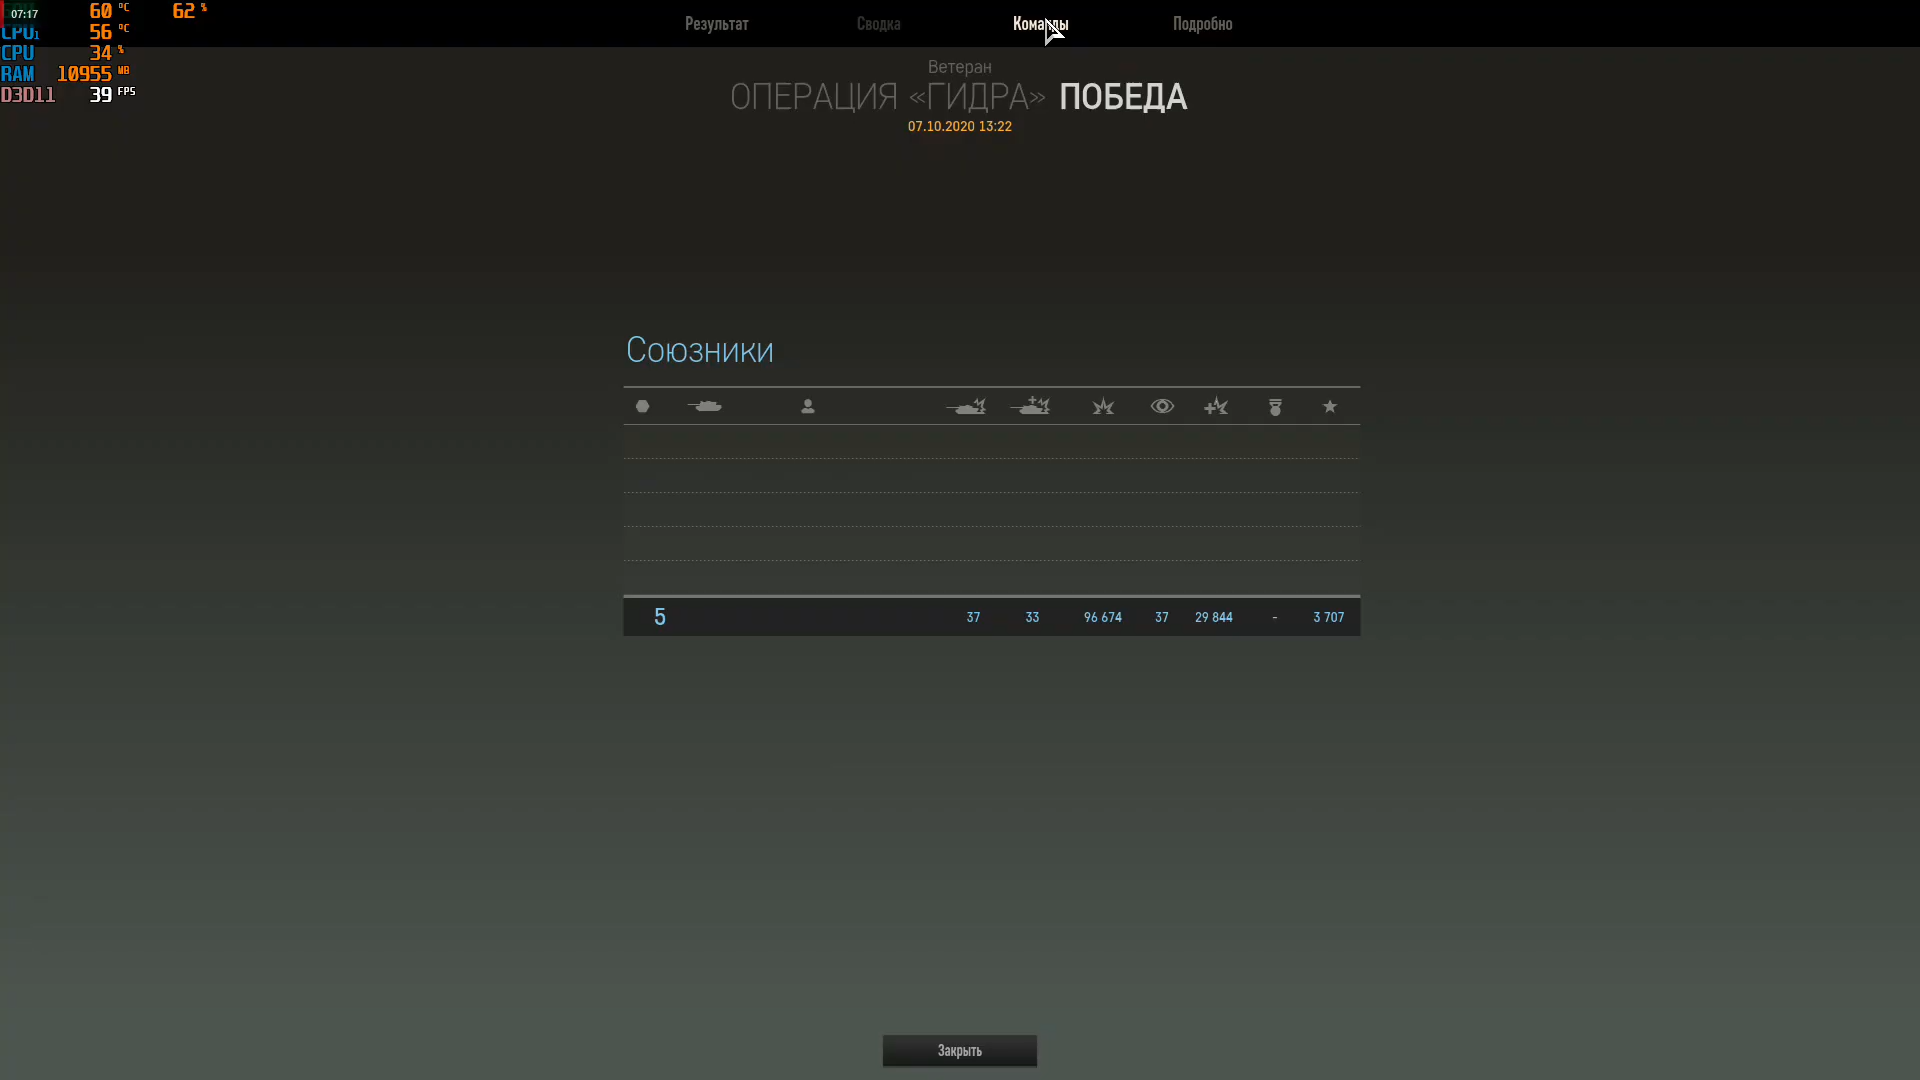 07:17
60 °C 62 %
CPU1 56 °C
CPU 34 %
RAM 10955 MB
D3D11 39 FPS
Результат Сводка Команды Подробно
Ветеран
ОПЕРАЦИЯ «ГИДРА» ПОБЕДА
07.10.2020 13:22
Союзники
5 37 33 96 674 37 29 844 - 3 707
Закрыть